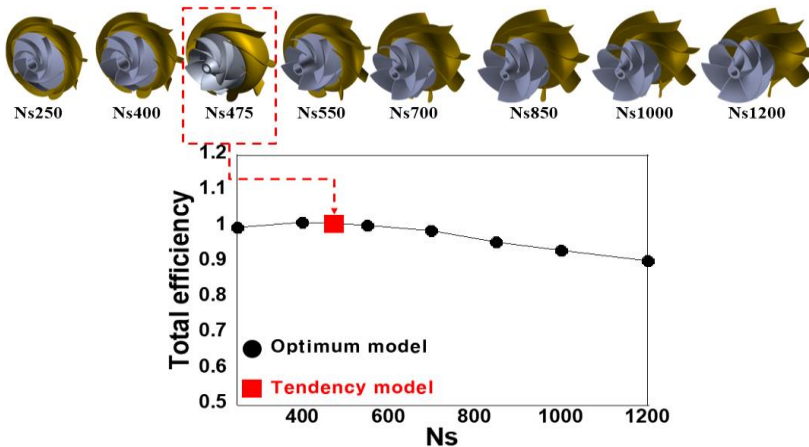 Ns250 Ns400 Ns475 Ns550 Ns700 Ns850 Ns1000 Ns1200
1.2
1.1
1
0.9
0.8
0.7
0.6
0.5
Total efficiency
Optimum model
Tendency model
400 600 800 1000 1200
Ns